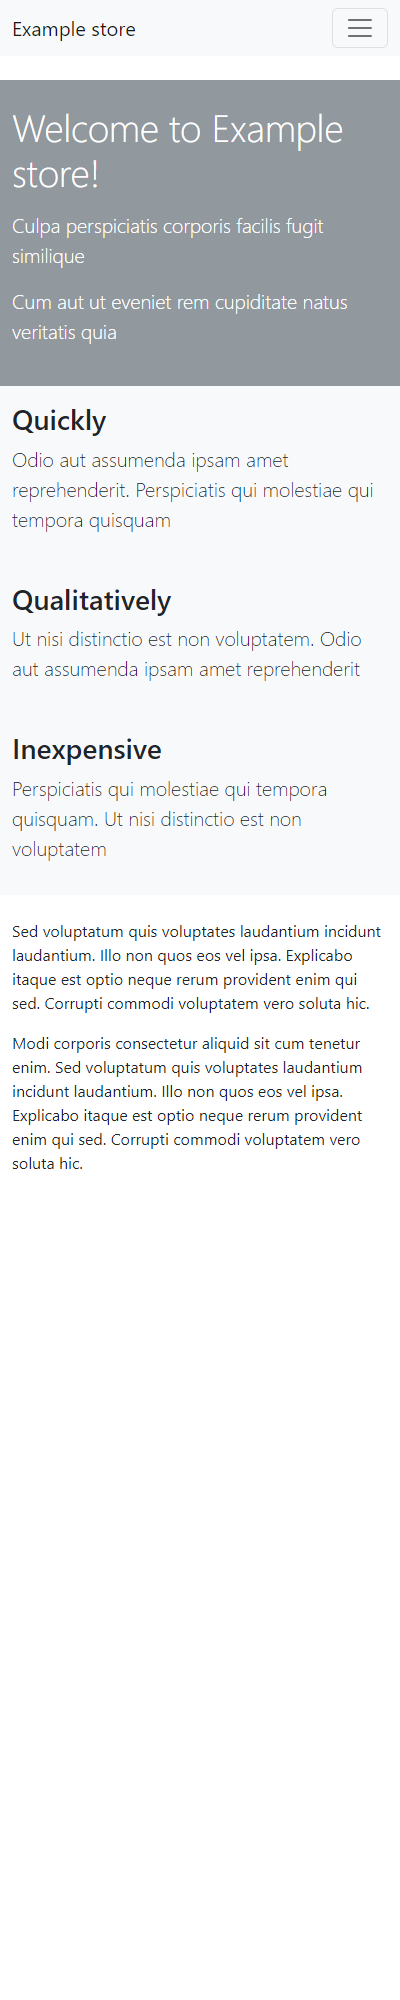 Example store
Welcome to Example
store!
Culpa perspiciatis corporis facilis fugit
similique
Cum aut ut eveniet rem cupiditate natus
veritatis quia
Quickly
Odio aut assumenda ipsam amet
reprehenderit. Perspiciatis qui molestiae qui
tempora quisquam
Qualitatively
Ut nisi distinctio est non voluptatem. Odio
aut assumenda ipsam amet reprehenderit
Inexpensive
Perspiciatis qui molestiae qui tempora
quisquam. Ut nisi distinctio est non
voluptatem
Sed voluptatum quis voluptates laudantium incidunt
laudantium. Illo non quos eos vel ipsa. Explicabo
itaque est optio neque rerum provident enim qui
sed. Corrupti commodi voluptatem vero soluta hic.
Modi corporis consectetur aliquid sit cum tenetur
enim. Sed voluptatum quis voluptates laudantium
incidunt laudantium. Illo non quos eos vel ipsa.
Explicabo itaque est optio neque rerum provident
enim qui sed. Corrupti commodi voluptatem vero
soluta hic.